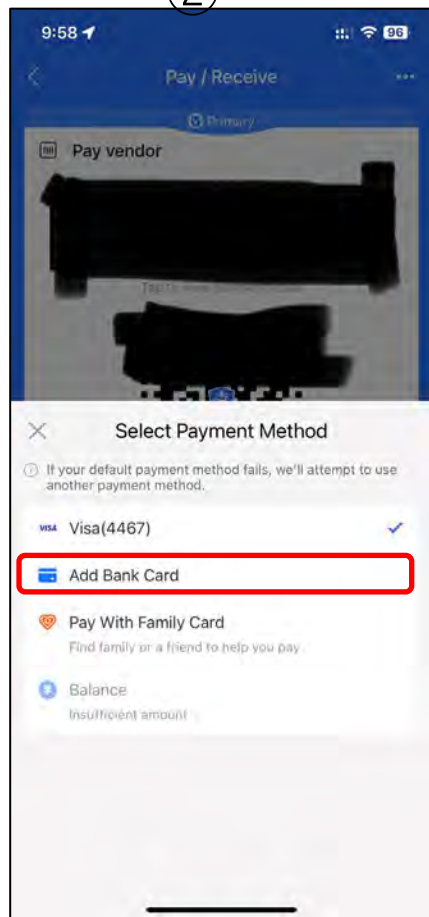 ②
9:58
96
Pay / Receive
Primary
Pay vendor
Select Payment Method
If your default payment method fails, we'll attempt to use
another payment method.
VISA Visa(4467)
Add Bank Card
Pay With Family Card
Find family or a friend to help you pay
Balance
Insufficient amount